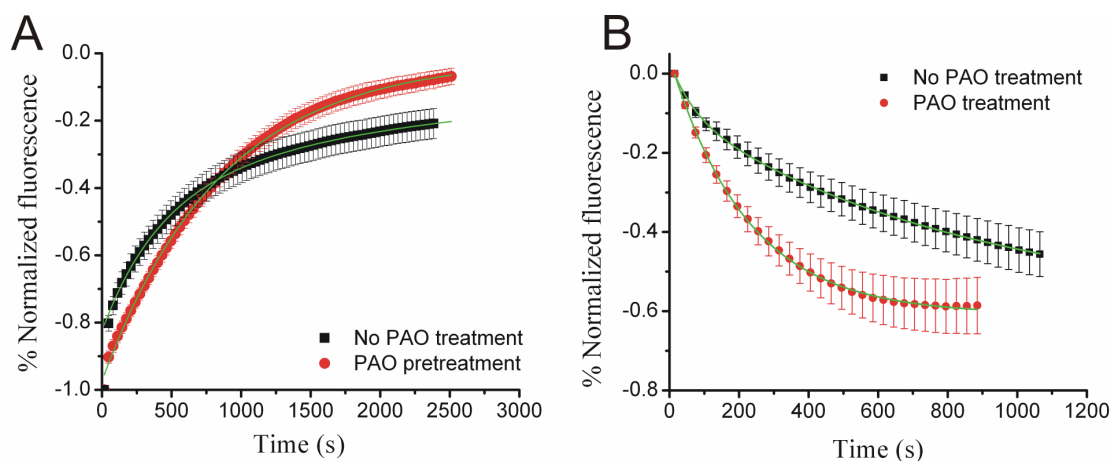 A
% Normalized fluorescence
0.0
-0.2
-0.4
-0.6
-0.8
-1.0
No PAO treatment
PAO pretreatment
0
500
1000
1500
2000
2500
3000
Time (s)
B
% Normalized fluorescence
0.0
-0.2
-0.4
-0.6
-0.8
No PAO treatment
PAO treatment
0
200
400
600
800
1000
1200
Time (s)